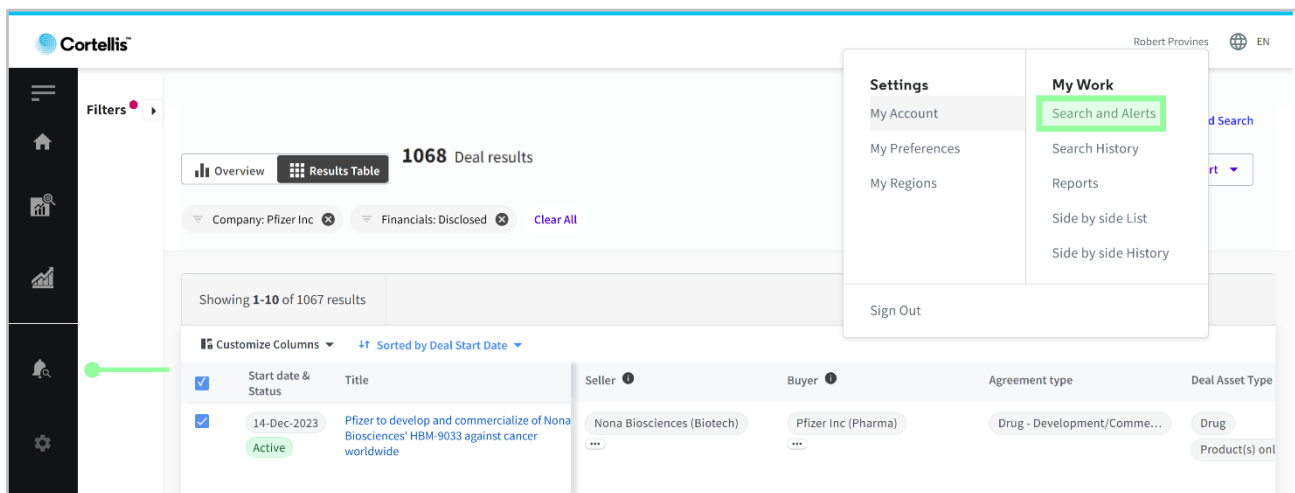 Cortellis™
Robert Provines
EN
Settings
My Account
My Preferences
My Regions
My Work
Search and Alerts
Search History
Reports
Side by side List
Side by side History
Sign Out
Filters
d Search
rt
Overview
Results Table
1068 Deal results
Company: Pfizer Inc
Financials: Disclosed
Clear All
Showing 1-10 of 1067 results
Customize Columns
Sorted by Deal Start Date
Start date &
Status
Title
Seller
Buyer
Agreement type
Deal Asset Type
14-Dec-2023
Active
Pfizer to develop and commercialize of Nona
Biosciences' HBM-9033 against cancer
worldwide
Nona Biosciences (Biotech)
...
Pfizer Inc (Pharma)
...
Drug - Development/Comme...
Drug
Product(s) onl